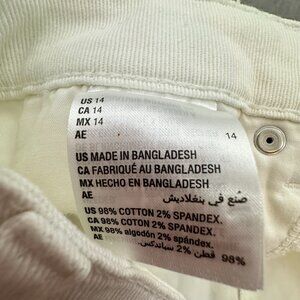 US 14
CA 14
MX 14
AE 14
US MADE IN BANGLADESH
CA FABRIQUÉ AU BANGLADESH
MX HECHO EN BANGLADESH
صُنع في بنغلاديش
US 98% COTTON 2% SPANDEX.
CA 98% COTON 2% SPANDEX.
MX 98% algodón 2% spándex.
AE 98% قطن 2% سباندكس.